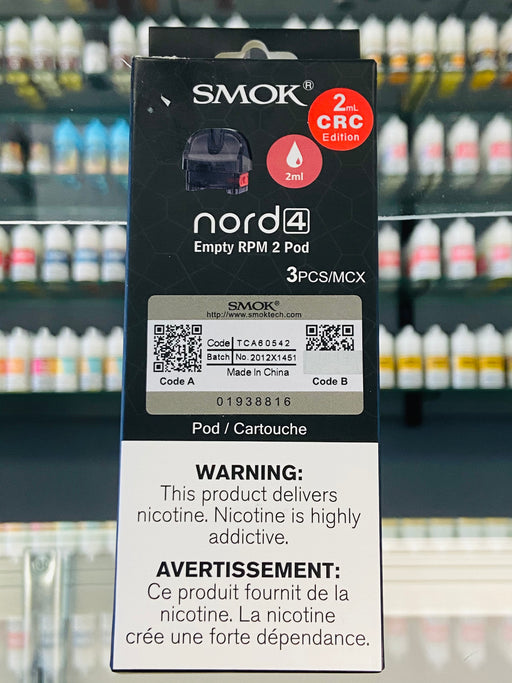 SMOK®
2mL
CRC
Edition
2ml
nord 4
Empty RPM 2 Pod
3PCS/MCX
SMOK®
http://www.smoktech.com
Code TCA60542
Batch No. 2012X1451
Made In China
Code A
Code B
01938816
Pod / Cartouche
WARNING:
This product delivers
nicotine. Nicotine is highly
addictive.
AVERTISSEMENT:
Ce produit fournit de la
nicotine. La nicotine
crée une forte dépendance.